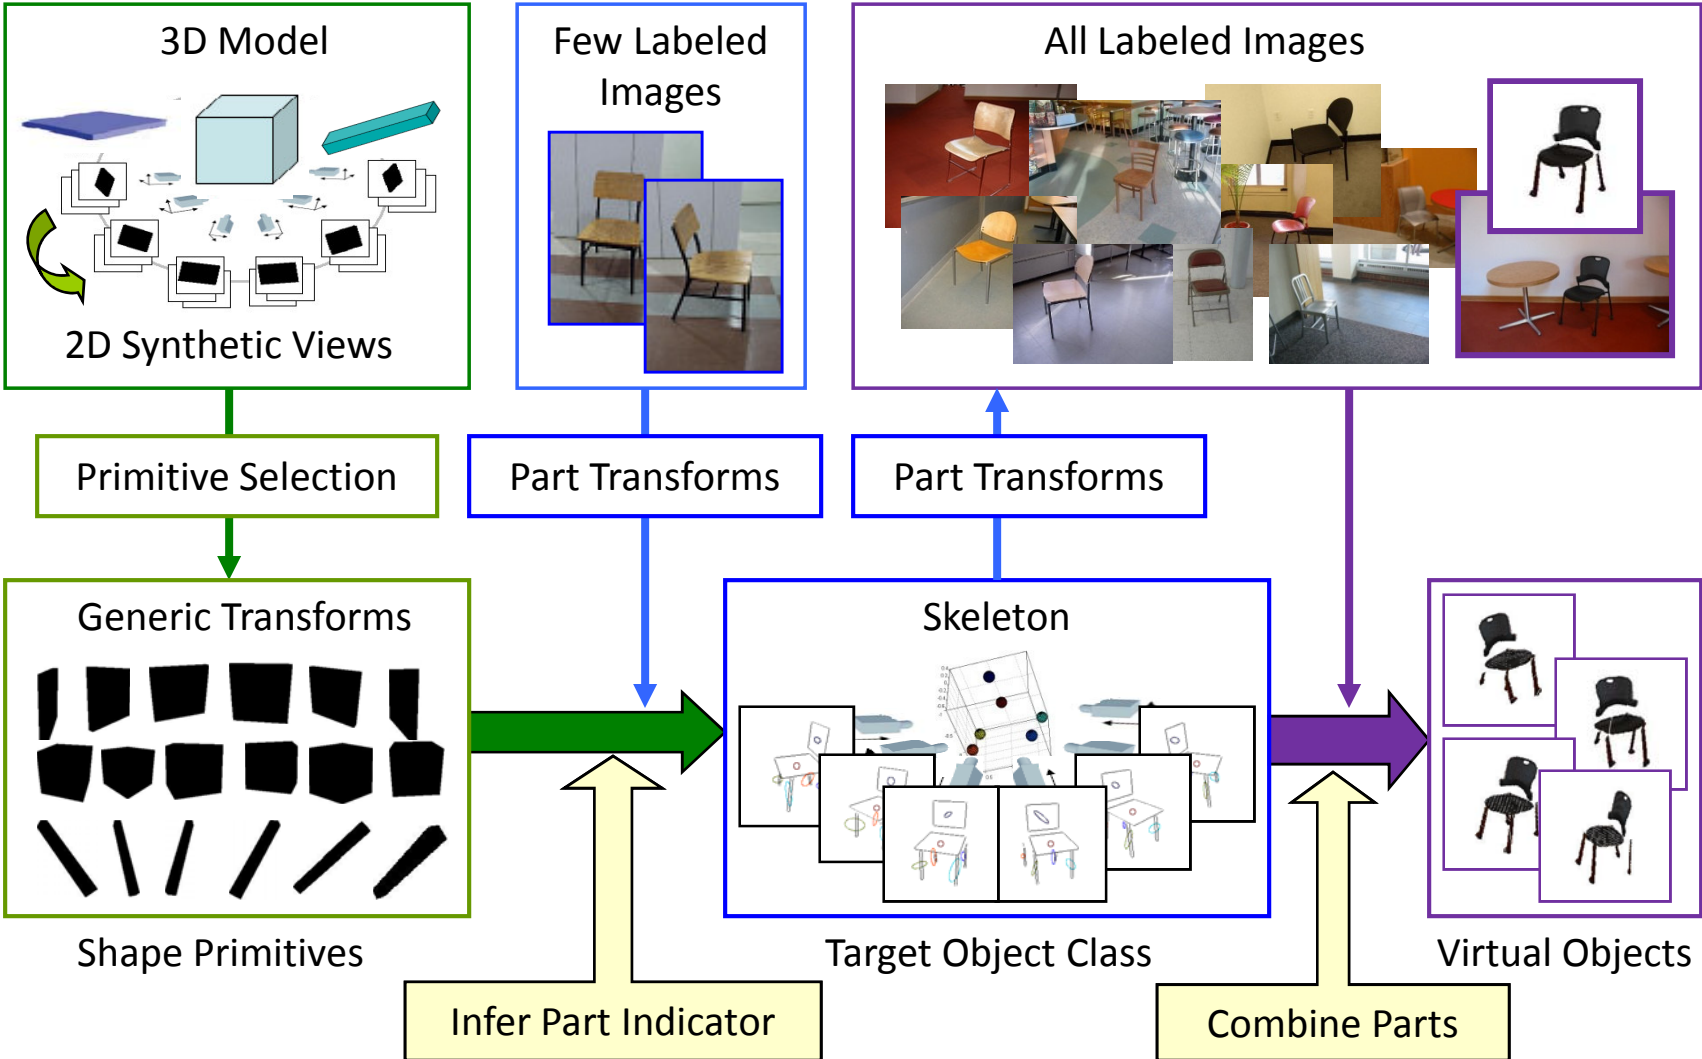 3D Model
2D Synthetic Views
Few Labeled
Images
All Labeled Images
Primitive Selection
Part Transforms
Part Transforms
Generic Transforms
Shape Primitives
Skeleton
Target Object Class
Virtual Objects
Infer Part Indicator
Combine Parts